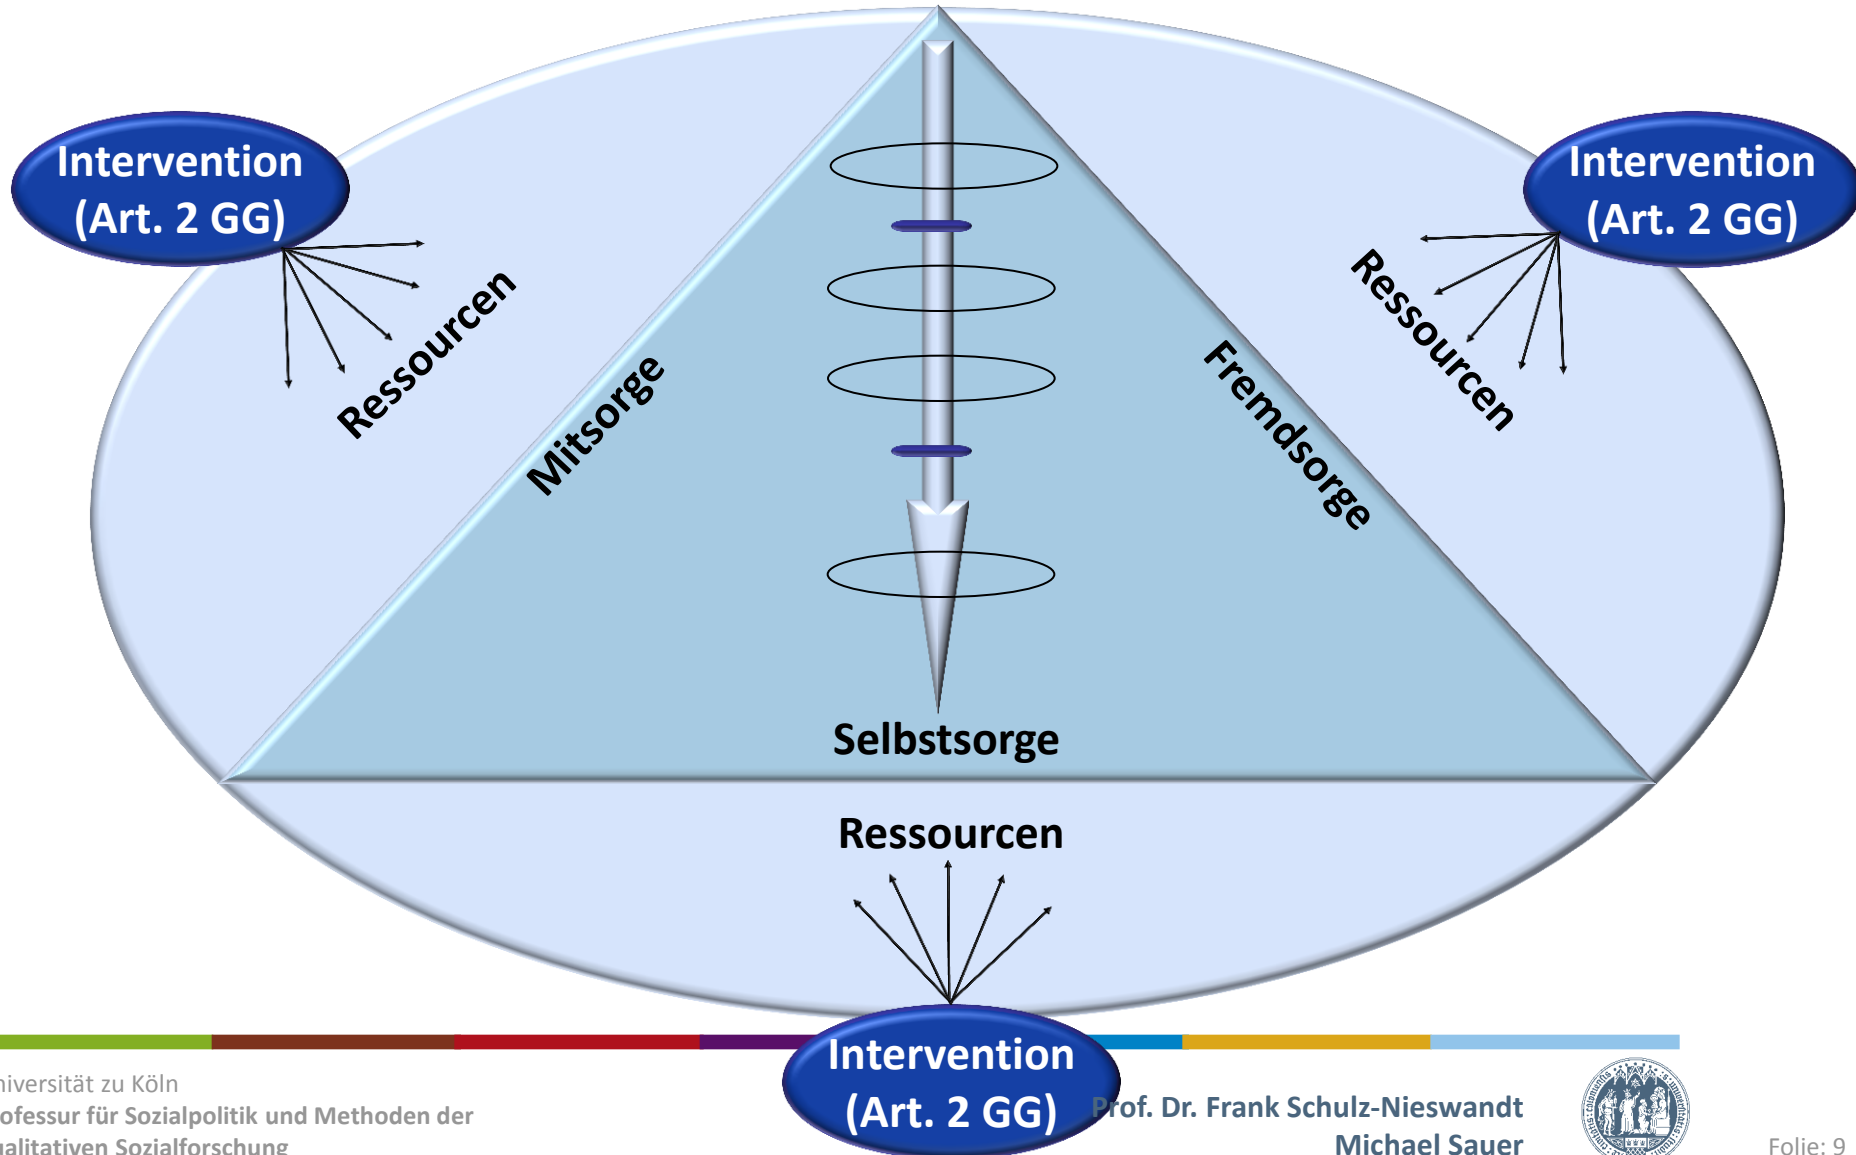 Intervention
(Art. 2 GG)
Intervention
(Art. 2 GG)
Ressourcen
Ressourcen
Mitsorge
Fremdsorge
Selbstsorge
Ressourcen
Intervention
(Art. 2 GG)
niversität zu Köln
ofessur für Sozialpolitik und Methoden der
ualitativen Sozialforschung
Prof. Dr. Frank Schulz-Nieswandt
Michael Sauer
Folie: 9